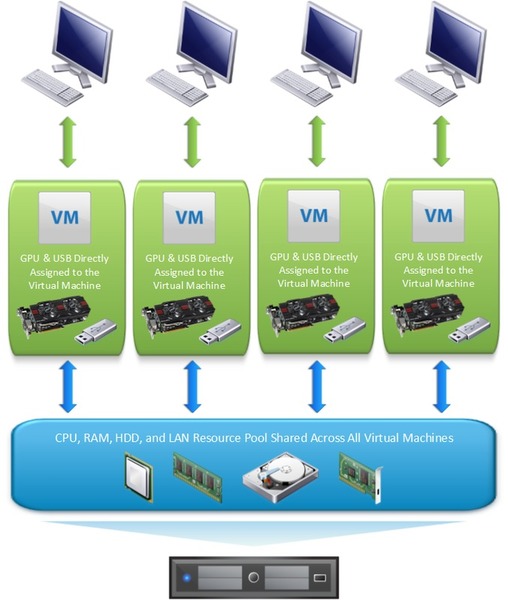 VM
VM
VM
VM
GPU & USB Directly
Assigned to the
Virtual Machine
GPU & USB Directly
Assigned to the
Virtual Machine
GPU & USB Directly
Assigned to the
Virtual Machine
GPU & USB Directly
Assigned to the
Virtual Machine
CPU, RAM, HDD, and LAN Resource Pool Shared Across All Virtual Machines